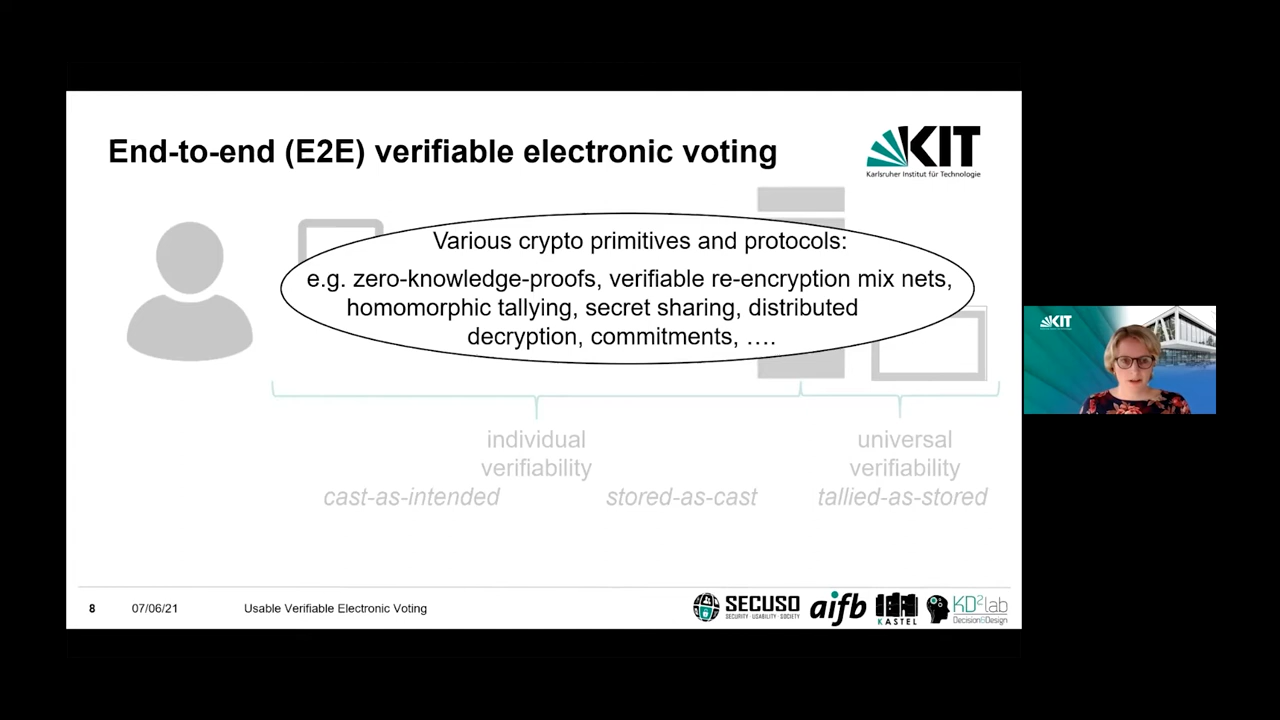 End-to-end (E2E) verifiable electronic voting
KIT
Karlsruher Institut für Technologie
Various crypto primitives and protocols:
e.g. zero-knowledge-proofs, verifiable re-encryption mix nets,
homomorphic tallying, secret sharing, distributed
decryption, commitments, ….
KIT
individual
verifiability
universal
verifiability
cast-as-intended
stored-as-cast
tallied-as-stored
8
07/06/21
Usable Verifiable Electronic Voting
SECUSO
SECURITY · USABILITY · SOCIETY
aifb
KASTEL
KD²lab
Decision&Design